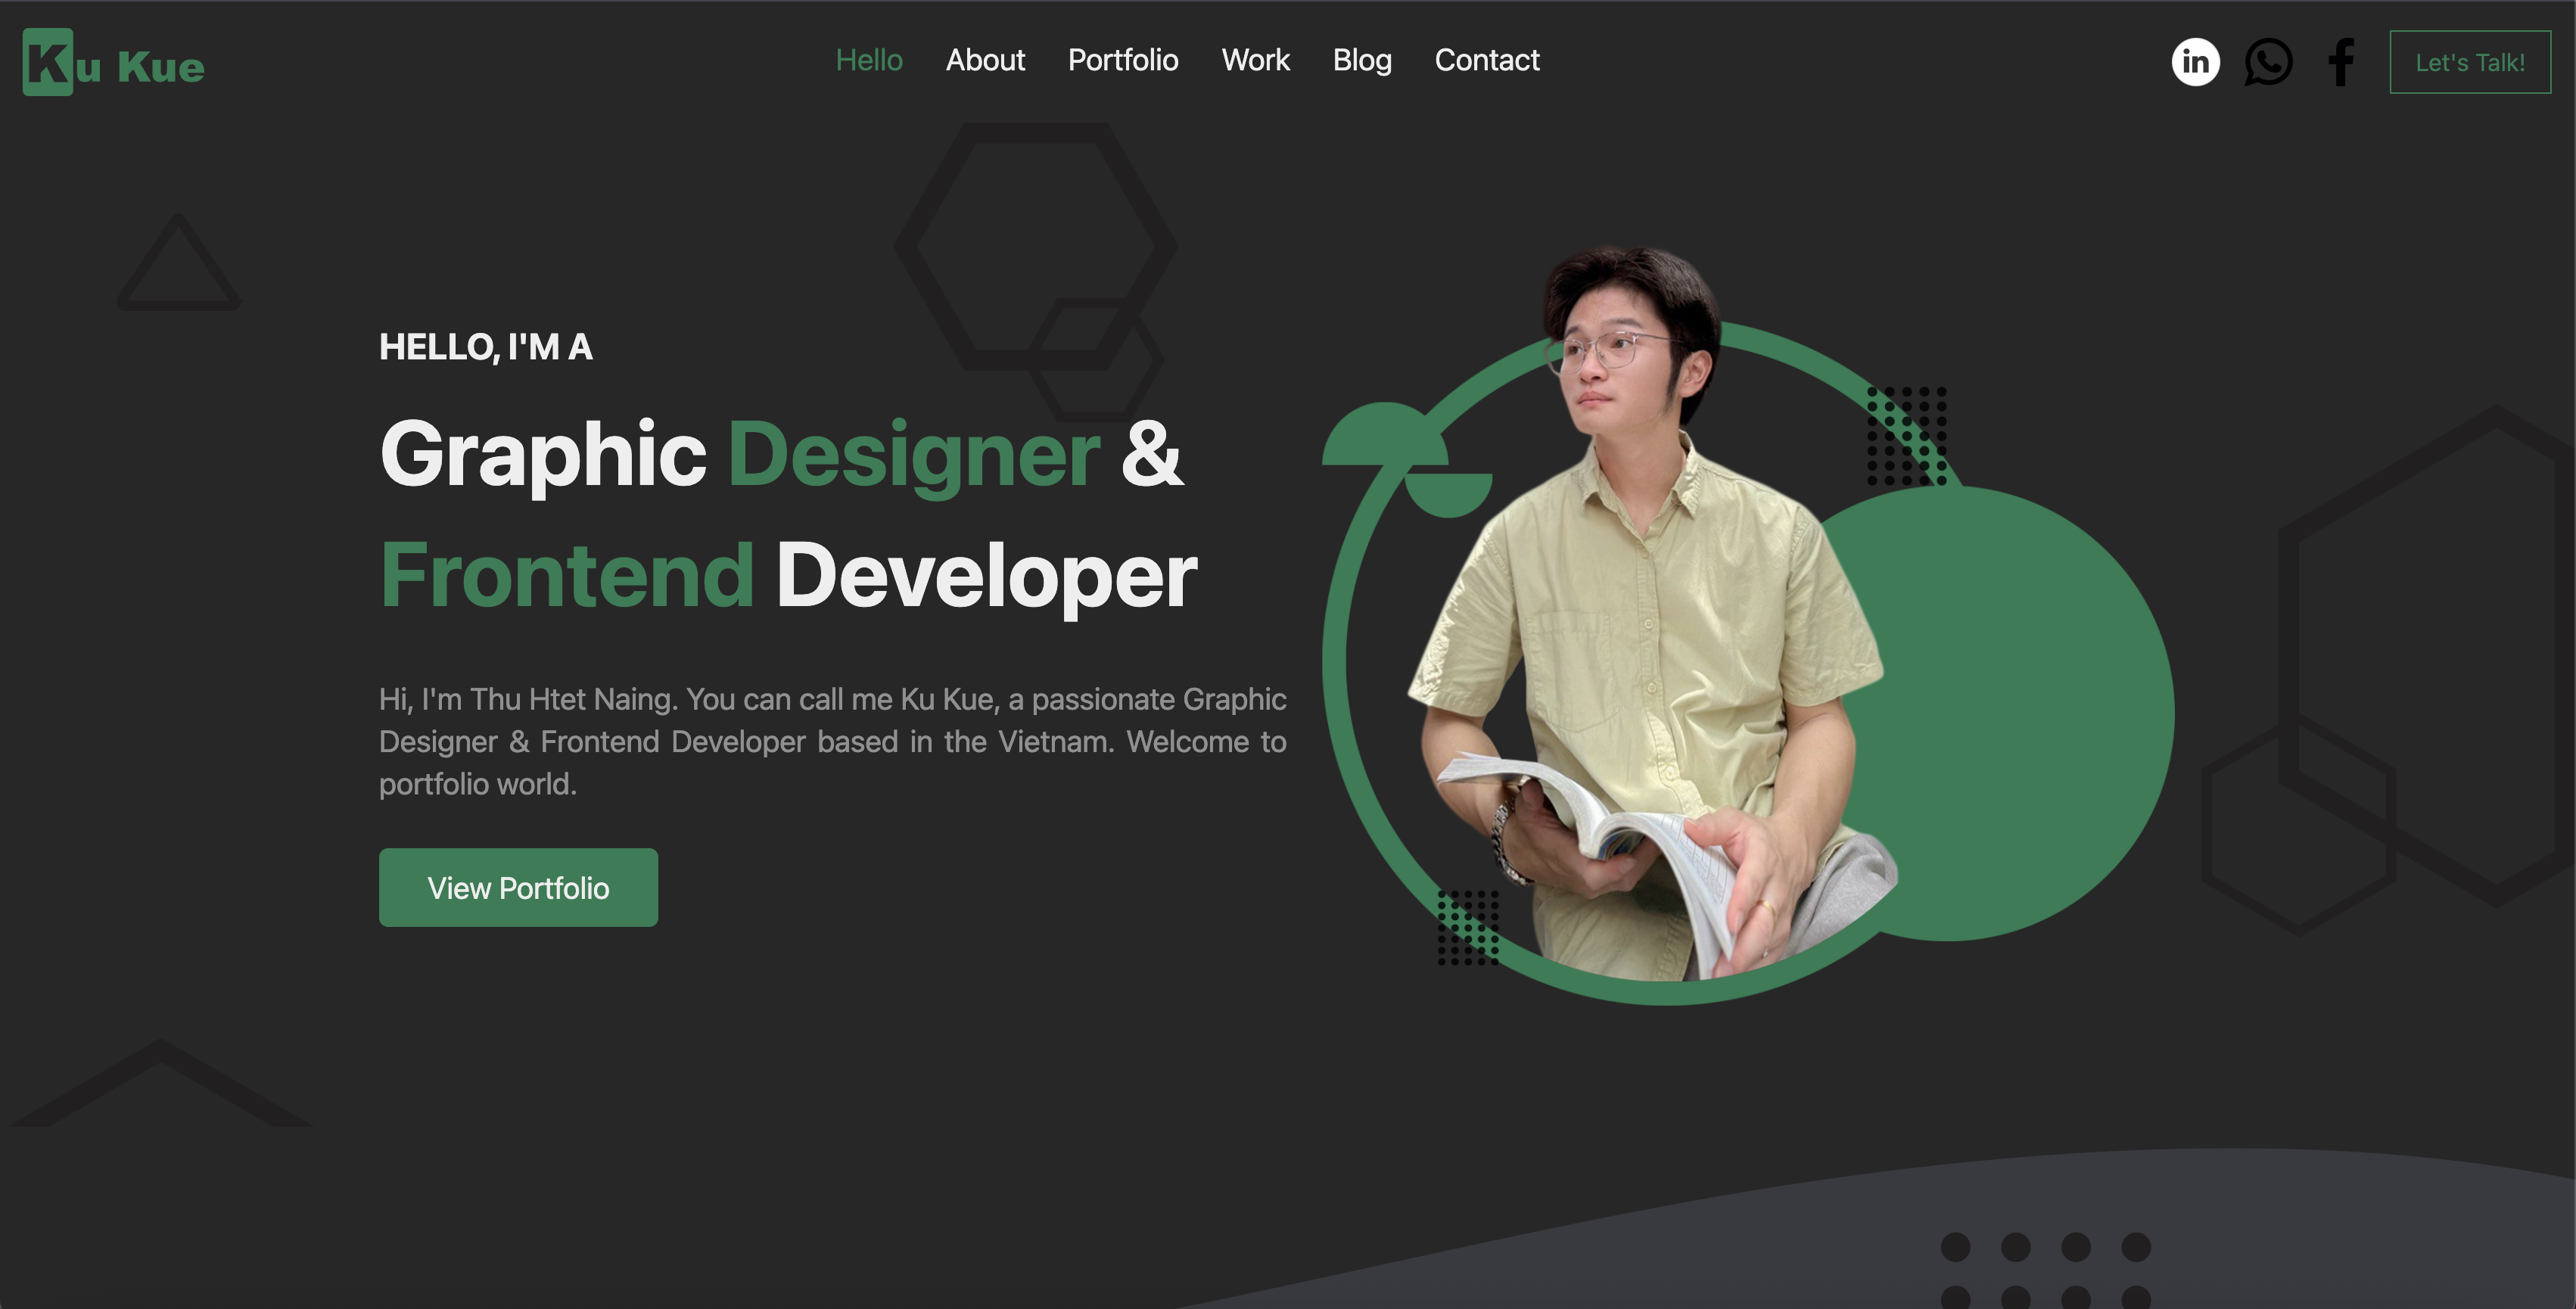 Ku Kue
Hello About Portfolio Work Blog Contact
in
Let's Talk!
HELLO, I'M A
Graphic Designer &
Frontend Developer
Hi, I'm Thu Htet Naing. You can call me Ku Kue, a passionate Graphic
Designer & Frontend Developer based in the Vietnam. Welcome to
portfolio world.
View Portfolio